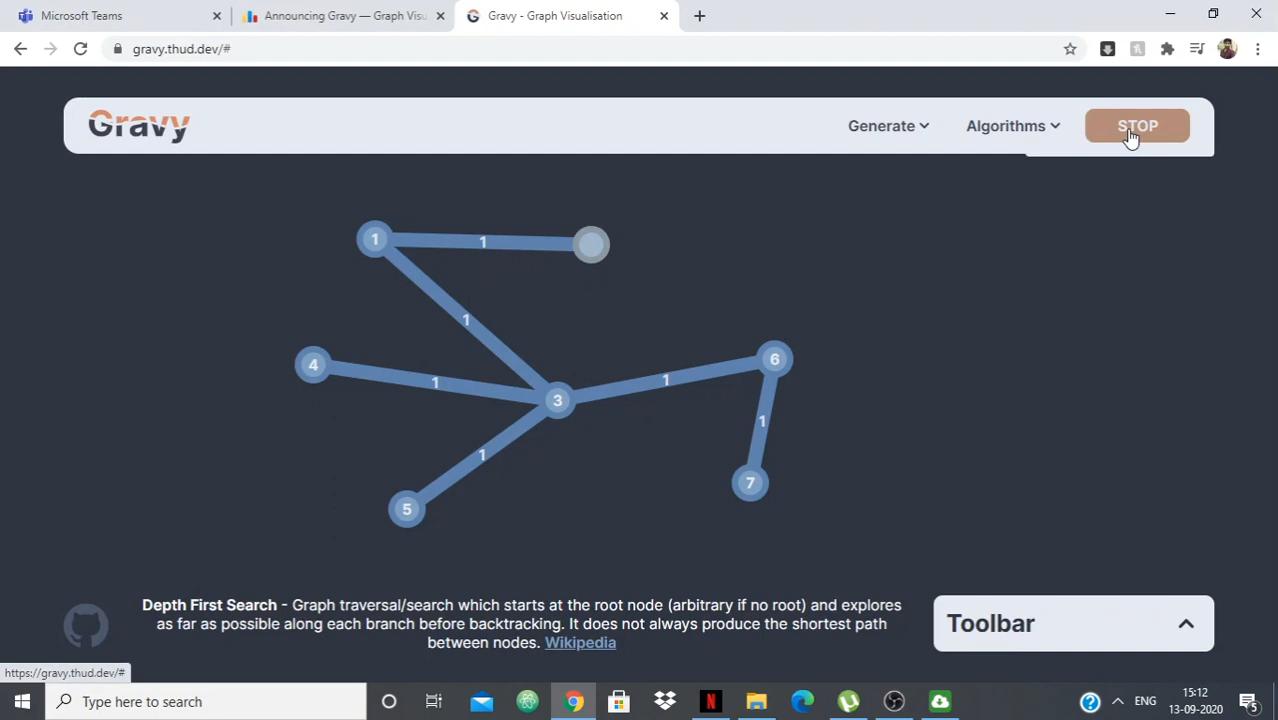 Microsoft Teams
Announcing Gravy — Graph Visu
Gravy - Graph Visualisation
gravy.thud.dev/#
Gravy
Generate
Algorithms
STOP
1
1
1
4
1
3
1
6
1
1
5
7
Depth First Search - Graph traversal/search which starts at the root node (arbitrary if no root) and explores
as far as possible along each branch before backtracking. It does not always produce the shortest path
between nodes. Wikipedia
Toolbar
https://gravy.thud.dev/#
Type here to search
ENG
15:12
13-09-2020
5